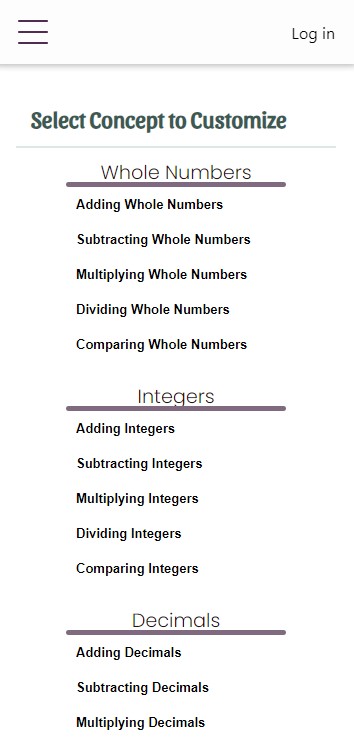 Log in
Select Concept to Customize
Whole Numbers
Adding Whole Numbers
Subtracting Whole Numbers
Multiplying Whole Numbers
Dividing Whole Numbers
Comparing Whole Numbers
Integers
Adding Integers
Subtracting Integers
Multiplying Integers
Dividing Integers
Comparing Integers
Decimals
Adding Decimals
Subtracting Decimals
Multiplying Decimals